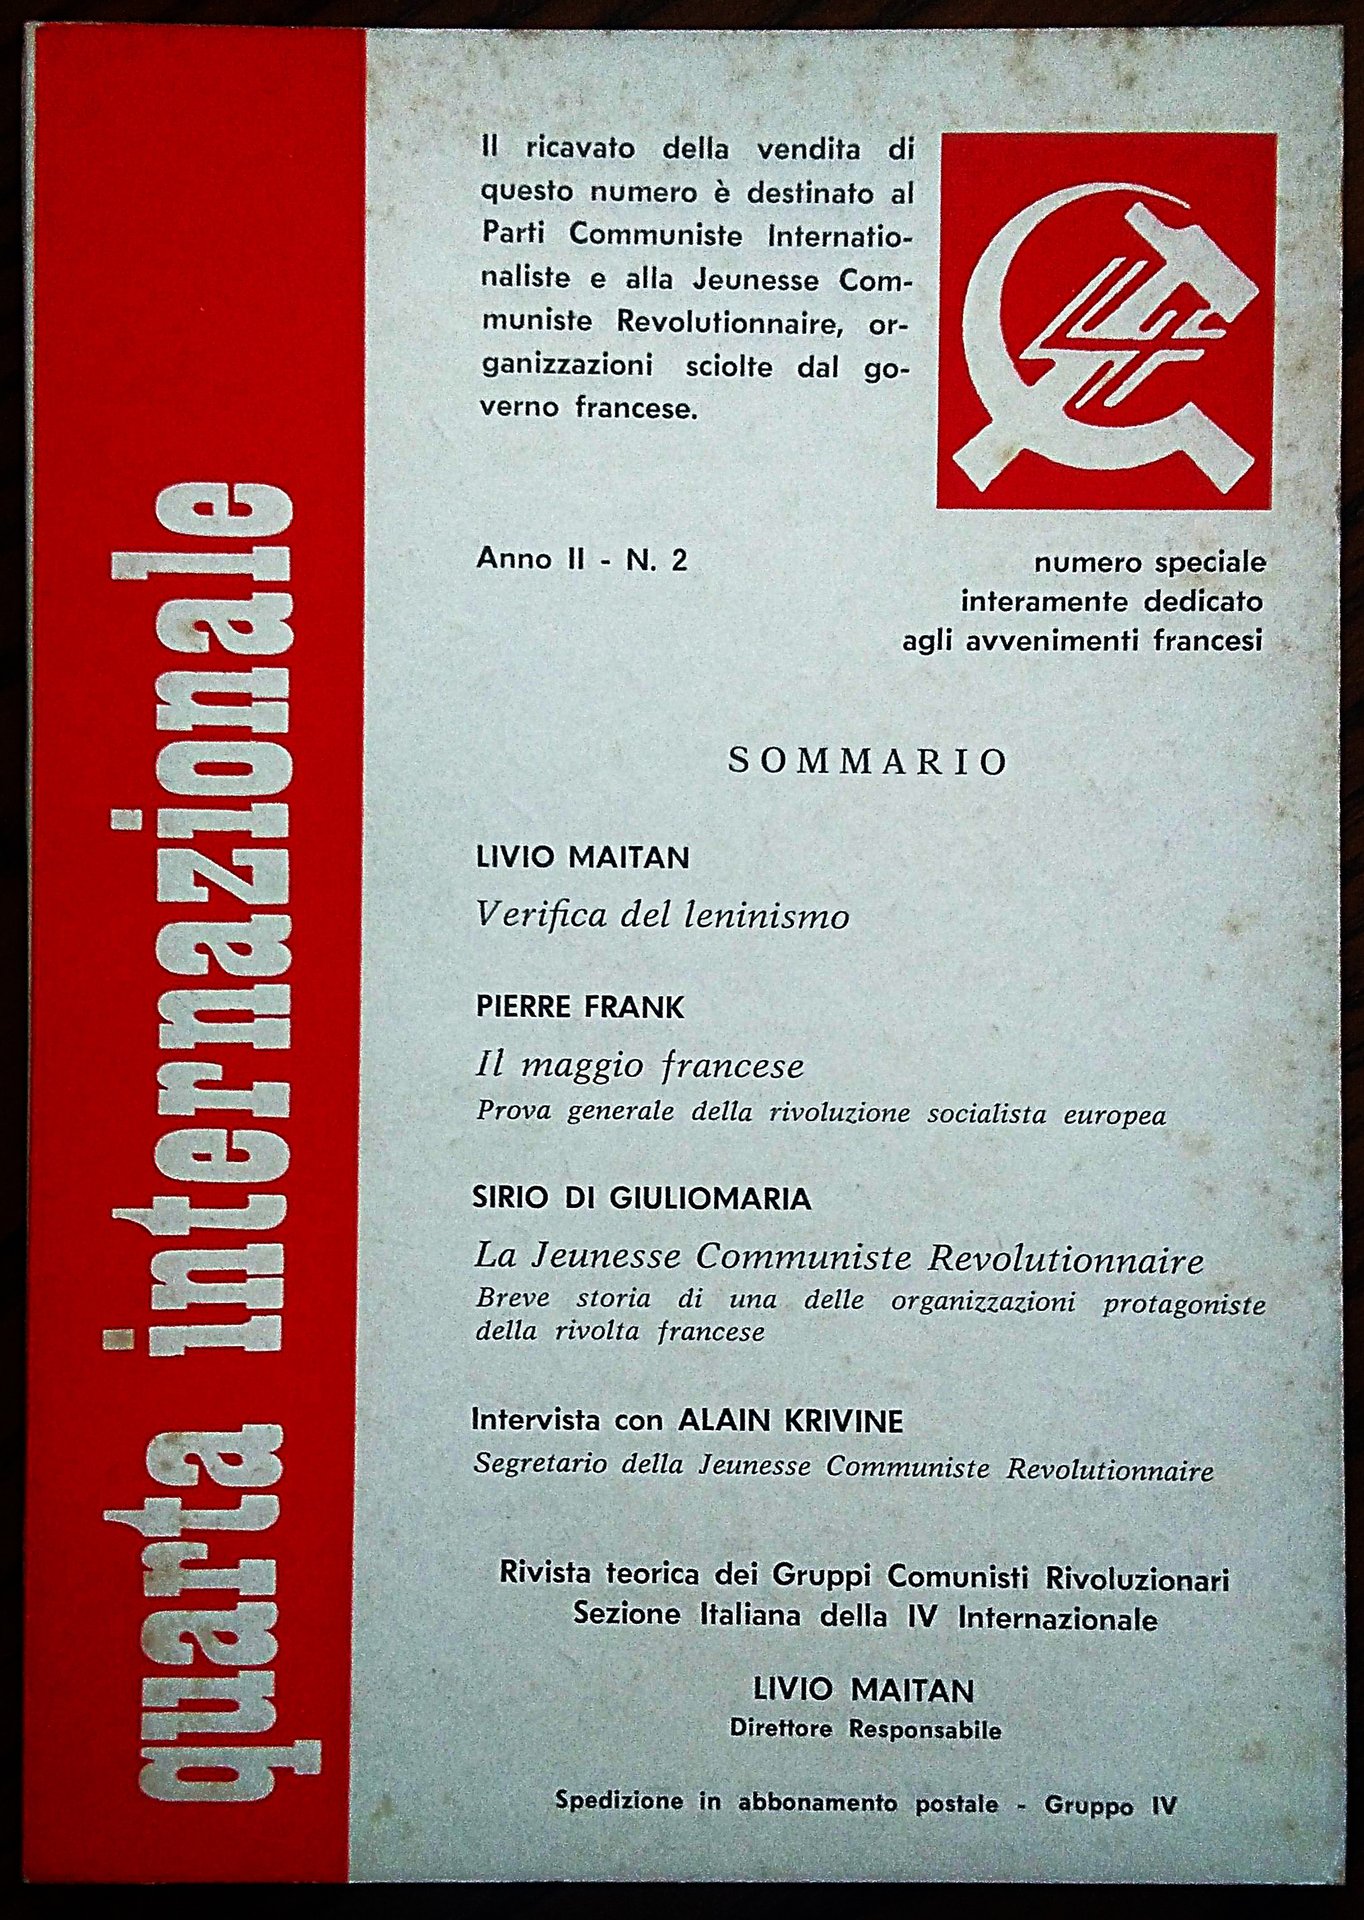 quarta internazionale
Il ricavato della vendita di
questo numero è destinato al
Parti Communiste Internatio-
naliste e alla Jeunesse Com-
muniste Revolutionnaire, or-
ganizzazioni sciolte dal go-
verno francese.
Anno II - N. 2
numero speciale
interamente dedicato
agli avvenimenti francesi
SOMMARIO
LIVIO MAITAN
Verifica del leninismo
PIERRE FRANK
Il maggio francese
Prova generale della rivoluzione socialista europea
SIRIO DI GIULIOMARIA
La Jeunesse Communiste Revolutionnaire
Breve storia di una delle organizzazioni protagoniste
della rivolta francese
Intervista con ALAIN KRIVINE
Segretario della Jeunesse Communiste Revolutionnaire
Rivista teorica dei Gruppi Comunisti Rivoluzionari
Sezione Italiana della IV Internazionale
LIVIO MAITAN
Direttore Responsabile
Spedizione in abbonamento postale - Gruppo IV